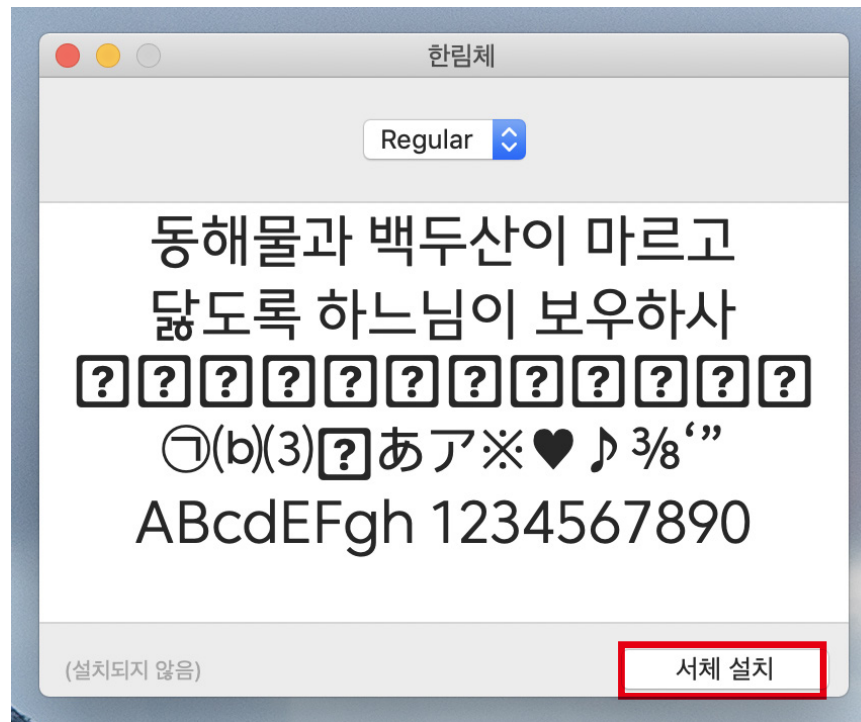 한림체
Regular
동해물과 백두산이 마르고
닳도록 하느님이 보우하사
⍰⍰⍰⍰⍰⍰⍰⍰⍰⍰⍰⍰
㉠⒝⑶⍰あア※♥♪⅜‘”
ABcdEFgh 1234567890
(설치되지 않음)
서체 설치